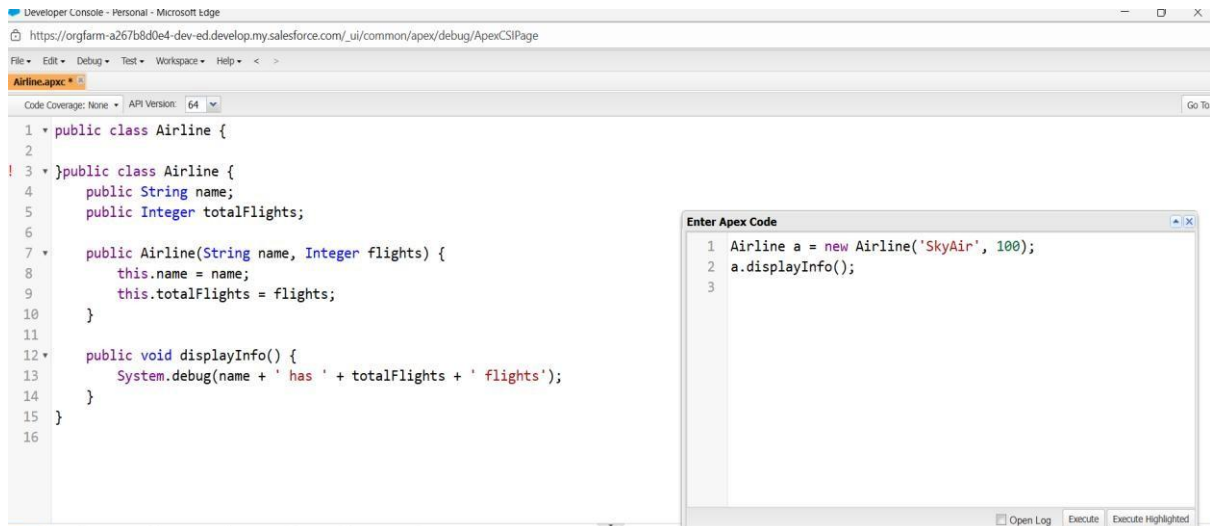 Developer Console - Personal - Microsoft Edge
https://orgfarm-a267b8d0e4-dev-ed.develop.my.salesforce.com/_ui/common/apex/debug/ApexCSIPage
File Edit Debug Test Workspace Help < >
Airline.apxc *
Code Coverage: None API Version: 64 Go To
1 public class Airline {
2
! 3 }public class Airline {
4 public String name;
5 public Integer totalFlights;
6
7 public Airline(String name, Integer flights) {
8 this.name = name;
9 this.totalFlights = flights;
10 }
11
12 public void displayInfo() {
13 System.debug(name + ' has ' + totalFlights + ' flights');
14 }
15 }
16
Enter Apex Code
1 Airline a = new Airline('SkyAir', 100);
2 a.displayInfo();
3
Open Log Execute Execute Highlighted